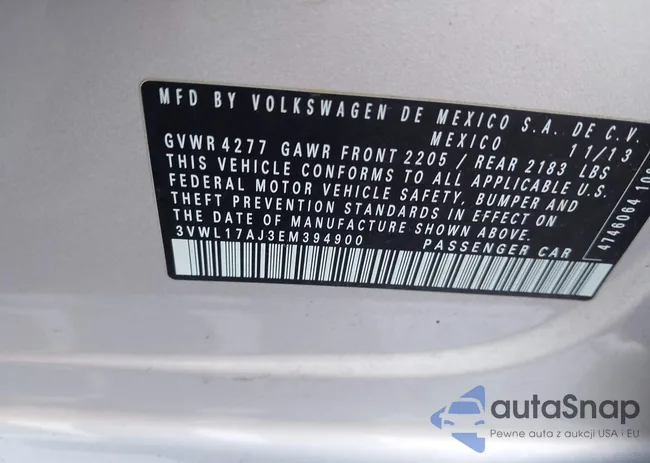 MFD BY VOLKSWAGEN DE MEXICO S.A. DE C.V.
MEXICO 11/13
GVWR 4277 GAWR FRONT 2205 / REAR 2183 LBS
THIS VEHICLE CONFORMS TO ALL APPLICABLE U.S.
FEDERAL MOTOR VEHICLE SAFETY, BUMPER AND
THEFT PREVENTION STANDARDS IN EFFECT ON
THE DATE OF MANUFACTURE SHOWN ABOVE.
3VWL17AJ3EM394900 PASSENGER CAR
4746064
autaSnap
Pewne auta z aukcji USA i EU